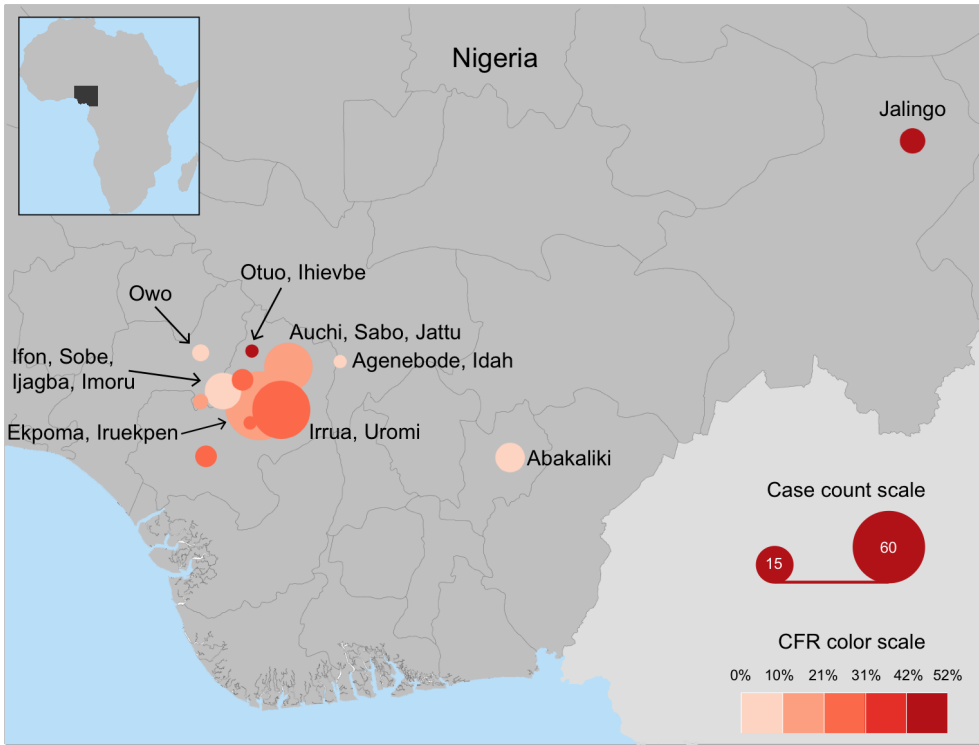 Nigeria
Jalingo
Otuo, Ihievbe
Owo
Auchi, Sabo, Jattu
Ifon, Sobe,
Ijagba, Imoru
Agenebode, Idah
Ekpoma, Iruekpen
Irrua, Uromi
Abakaliki
Case count scale
15
60
CFR color scale
0% 10% 21% 31% 42% 52%